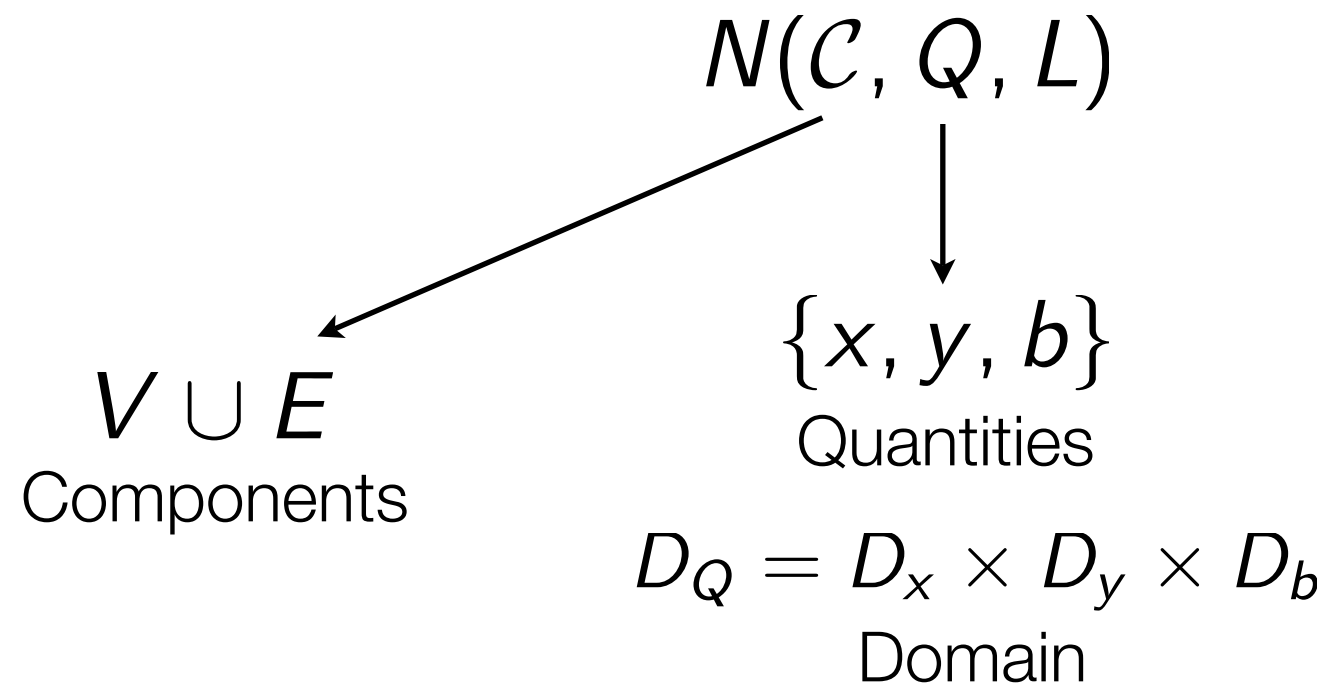 N(𝒞, Q, L)
{x, y, b}
V ∪ E
Quantities
Components
D_Q = D_x × D_y × D_b
Domain